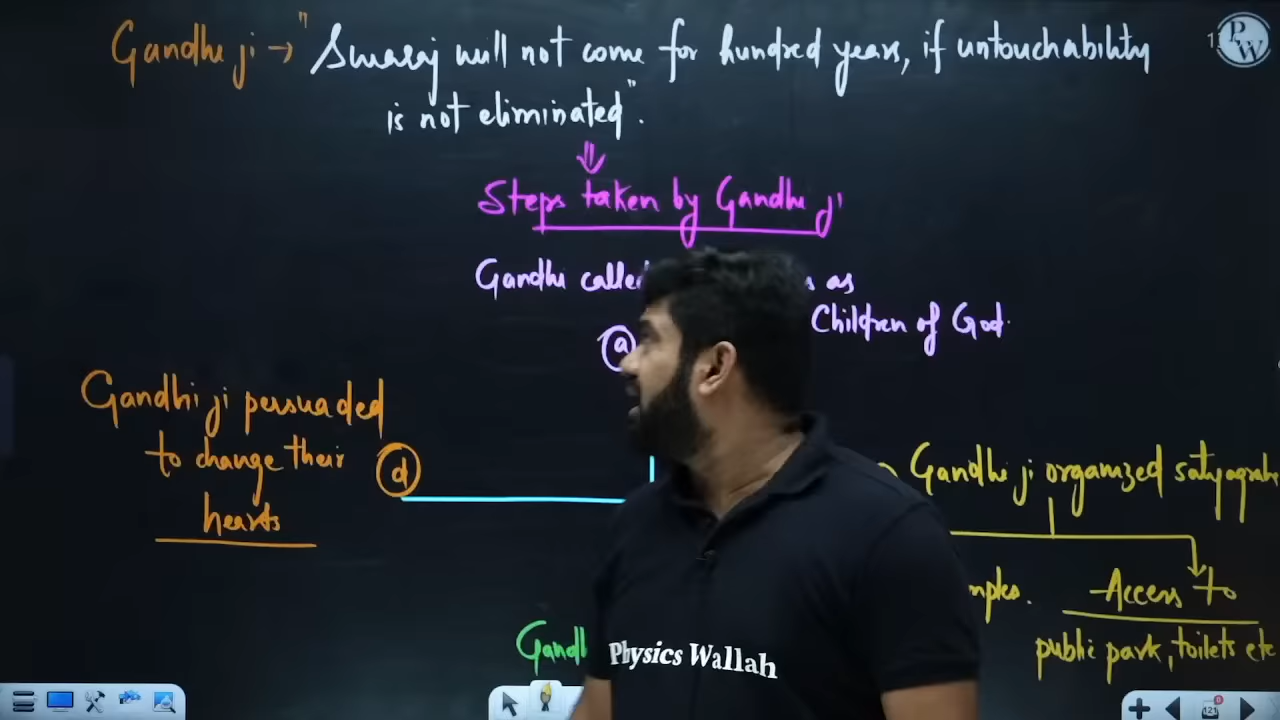 Gandhi ji → "Swaraj will not come for hundred years, if untouchability
is not eliminated".
Steps taken by Gandhi ji
Gandhi called as
Children of God.
a
Gandhi ji persuaded
to change their
hearts
d
Gandhi ji organized satyagraha
Access to
public park, toilets etc
Physics Wallah
PW
121